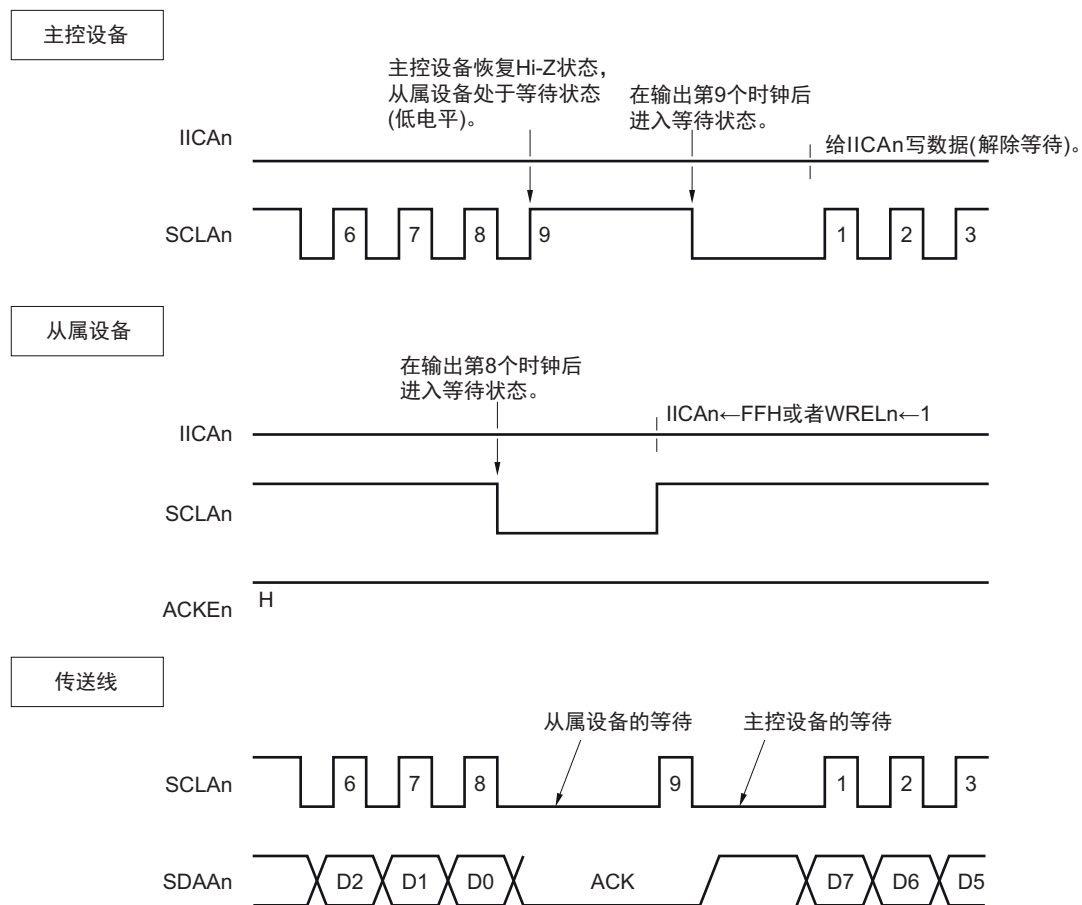 主控设备
主控设备恢复Hi-Z状态，
从属设备处于等待状态
(低电平)。
在输出第9个时钟后
进入等待状态。
IICAn
给IICAn写数据(解除等待)。
SCLAn
6 7 8 9 1 2 3
从属设备
在输出第8个时钟后
进入等待状态。
IICAn←FFH或者WRELn←1
IICAn
SCLAn
H
ACKEn
传送线
从属设备的等待 主控设备的等待
SCLAn
6 7 8 9 1 2 3
SDAAn
D2 D1 D0 ACK D7 D6 D5